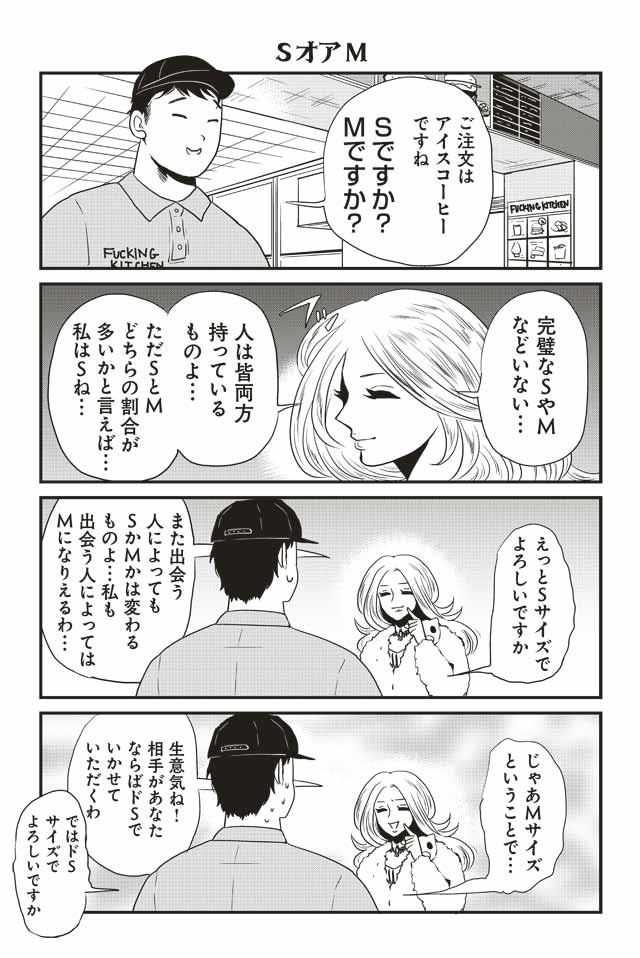 SオアM
ご注文は
アイスコーヒー
ですね
Sですか？
Mですか？
FUCKING KITCHEN
FUCKING
KITCHEN
完璧なSやM
などいない…
人は皆両方
持っている
ものよ…
ただSとM
どちらの割合が
多いかと言えば…
私はSね…
えっとSサイズで
よろしいですか
また出会う
人によっても
SかMかは変わる
ものよ…私も
出会う人によっては
Mになりえるわ…
じゃあMサイズ
ということで…
生意気ね！
相手があなた
ならばドSで
いかせて
いただくわ
ではドS
サイズで
よろしいですか